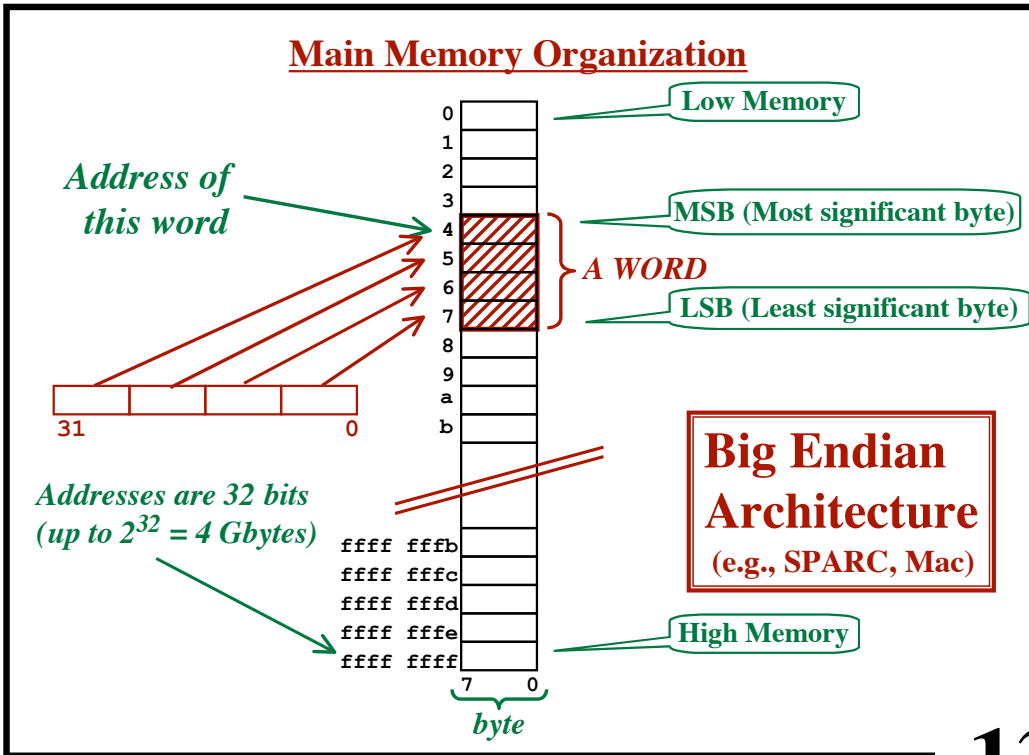 Main Memory Organization
Low Memory
0
1
2
3
Address of
this word
MSB (Most significant byte)
4
5
6
7
A WORD
LSB (Least significant byte)
8
9
a
b
31 0
Big Endian
Architecture
(e.g., SPARC, Mac)
Addresses are 32 bits
(up to 2^32 = 4 Gbytes)
ffff fffb
ffff fffc
ffff fffd
ffff fffe
ffff ffff
High Memory
7 0
byte